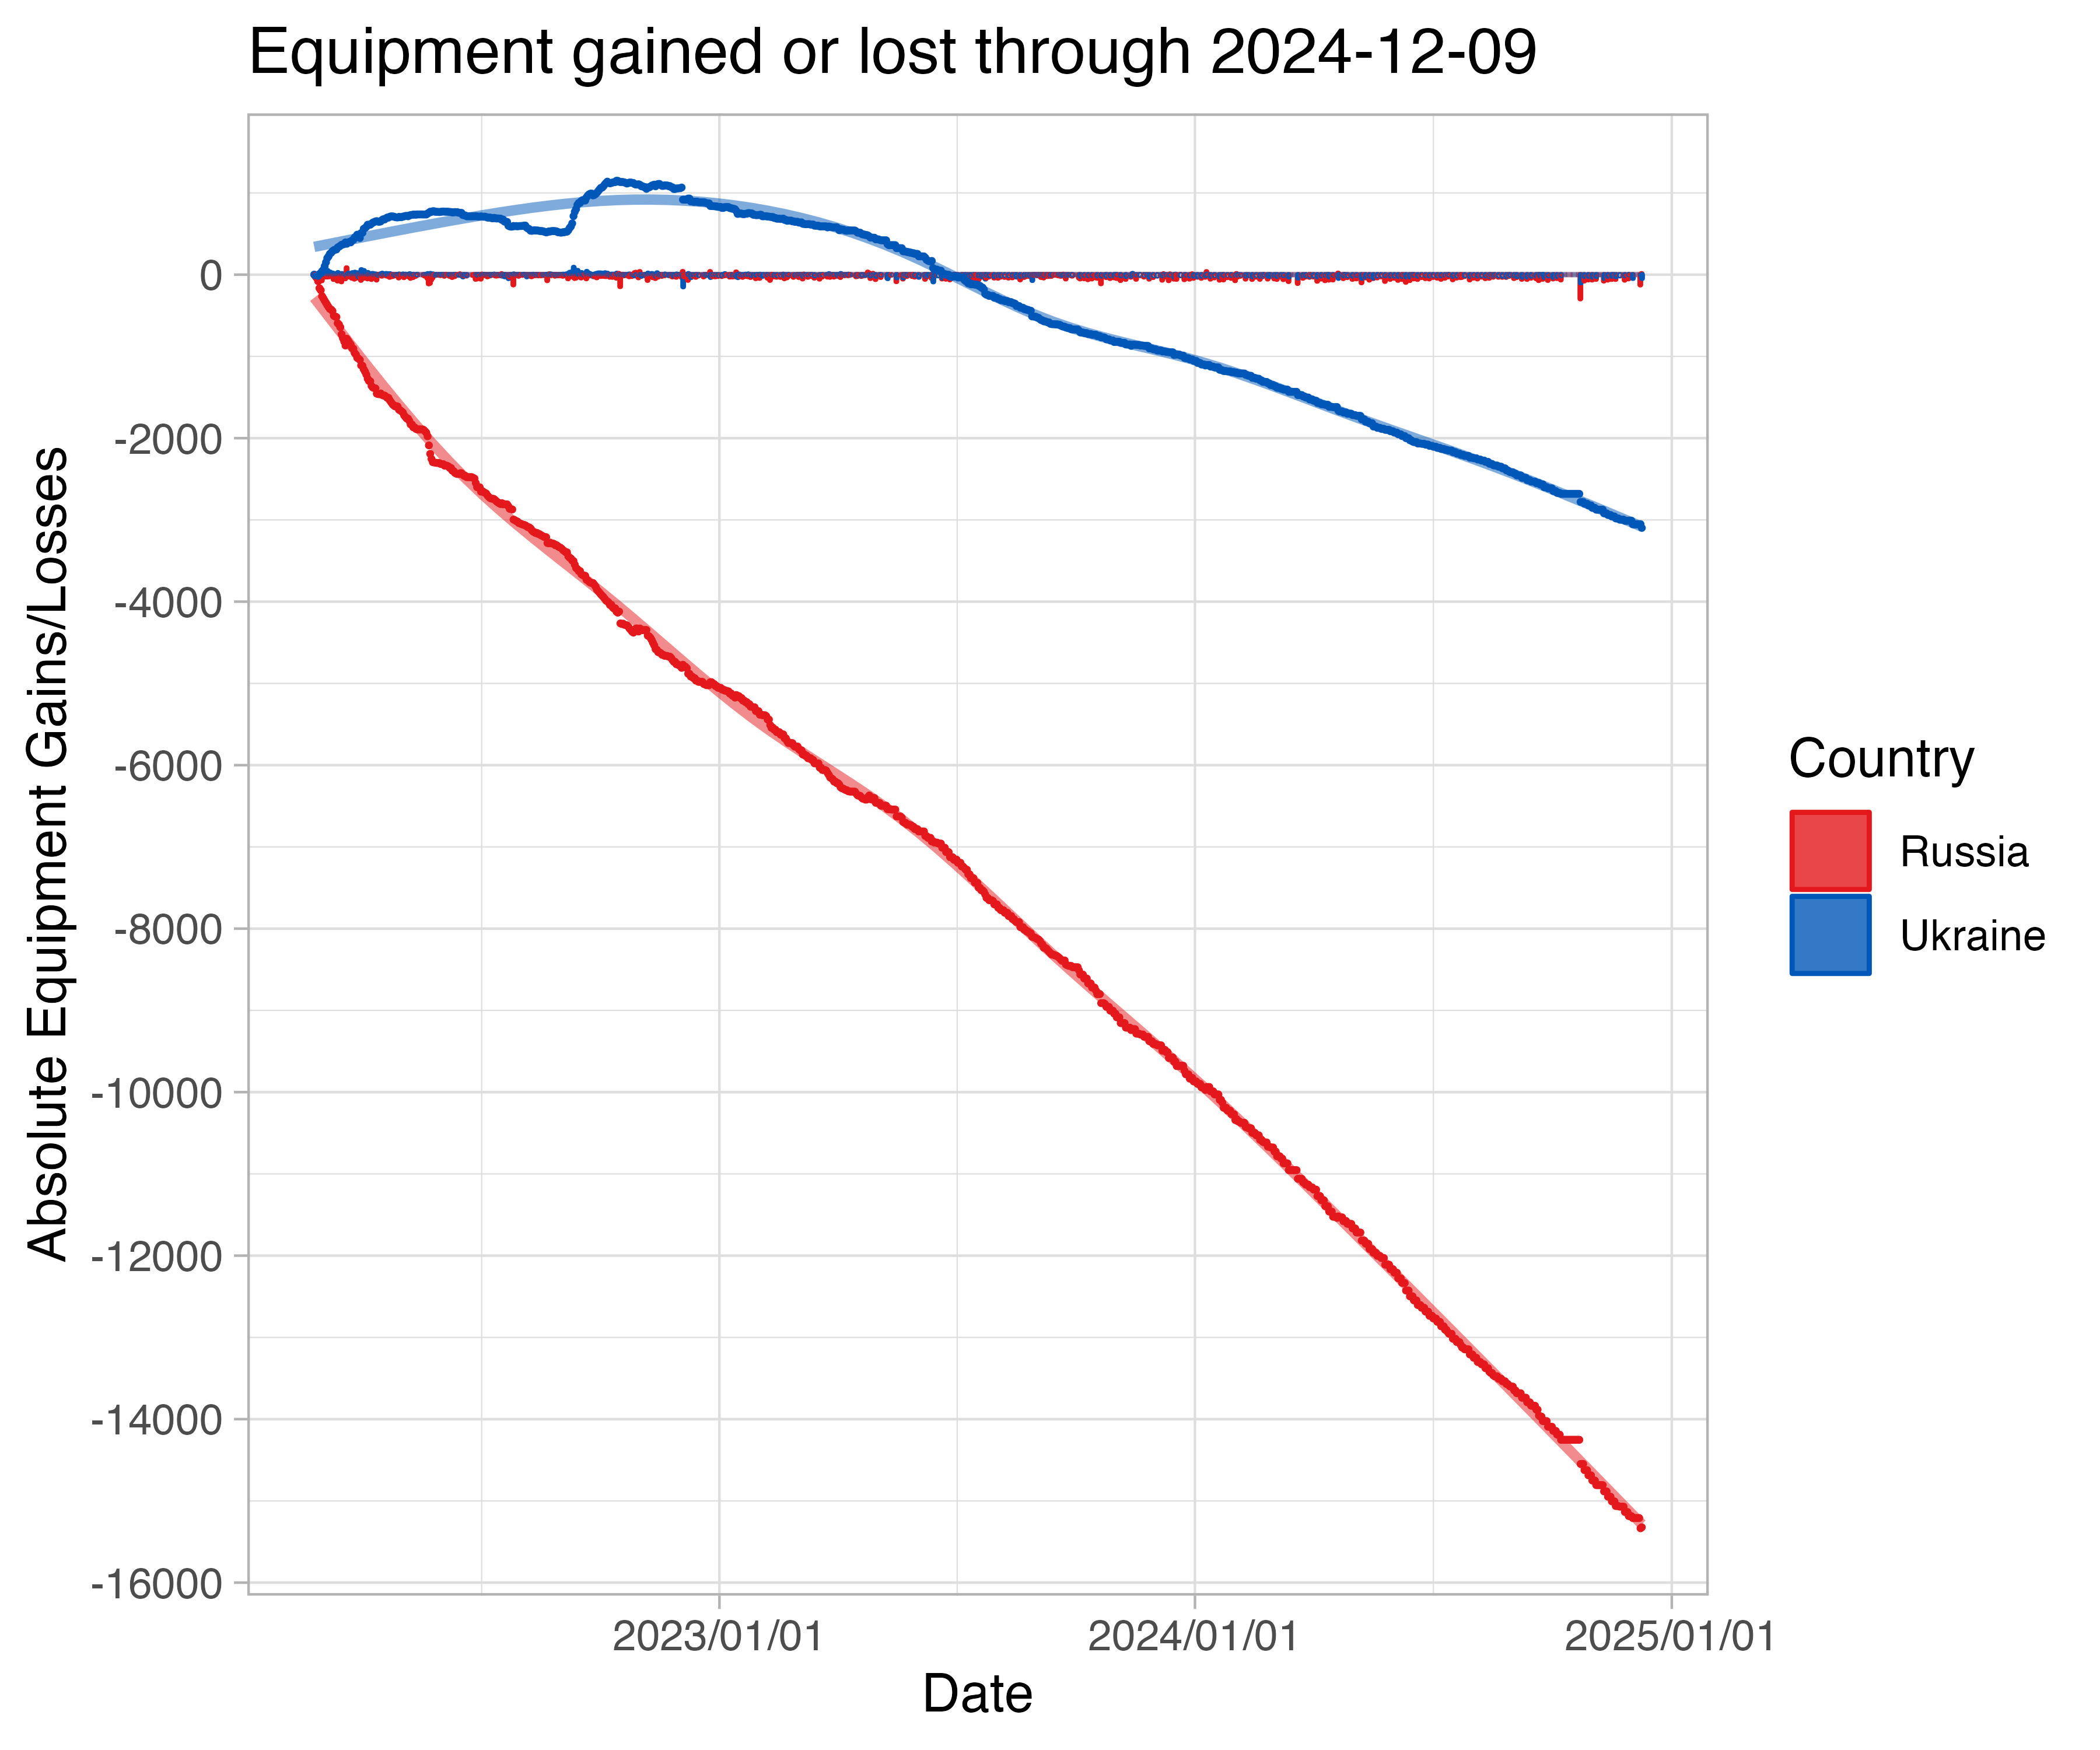 Equipment gained or lost through 2024-12-09
Absolute Equipment Gains/Losses
0
-2000
-4000
-6000
-8000
-10000
-12000
-14000
-16000
2023/01/01
2024/01/01
2025/01/01
Date
Country
Russia
Ukraine